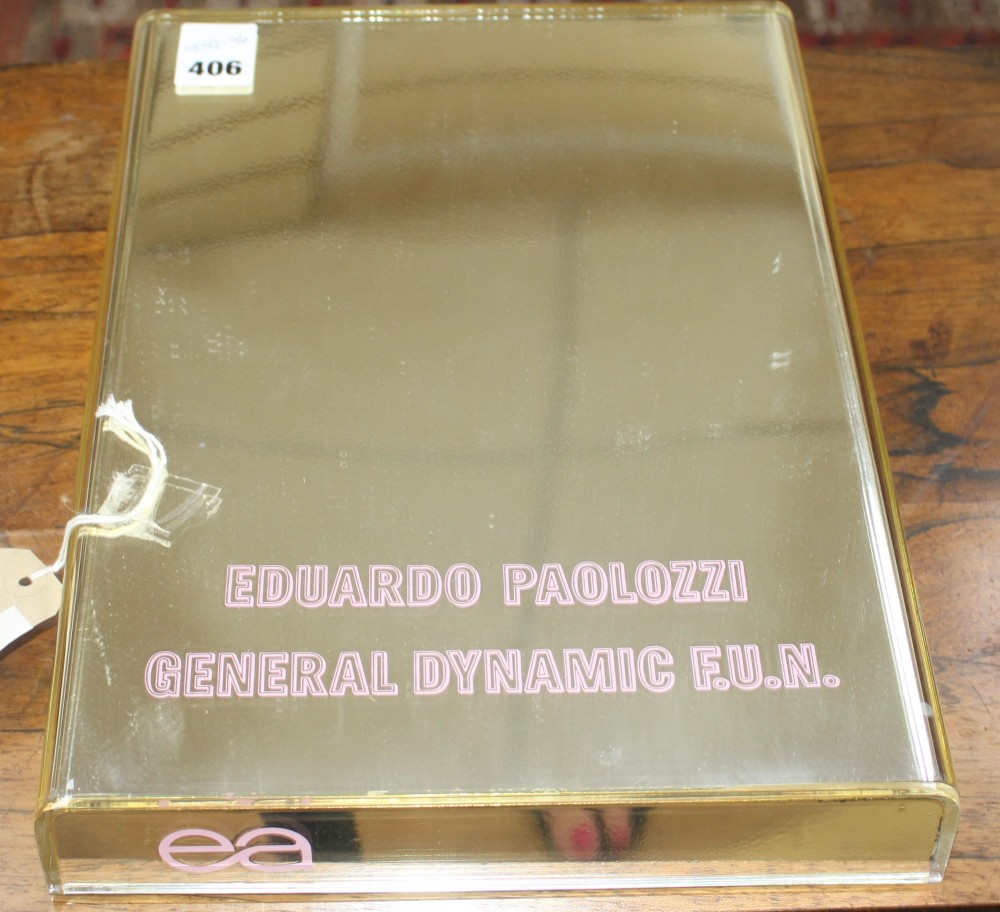 406
EDUARDO PAOLOZZI
GENERAL DYNAMIC F.U.N.
ea